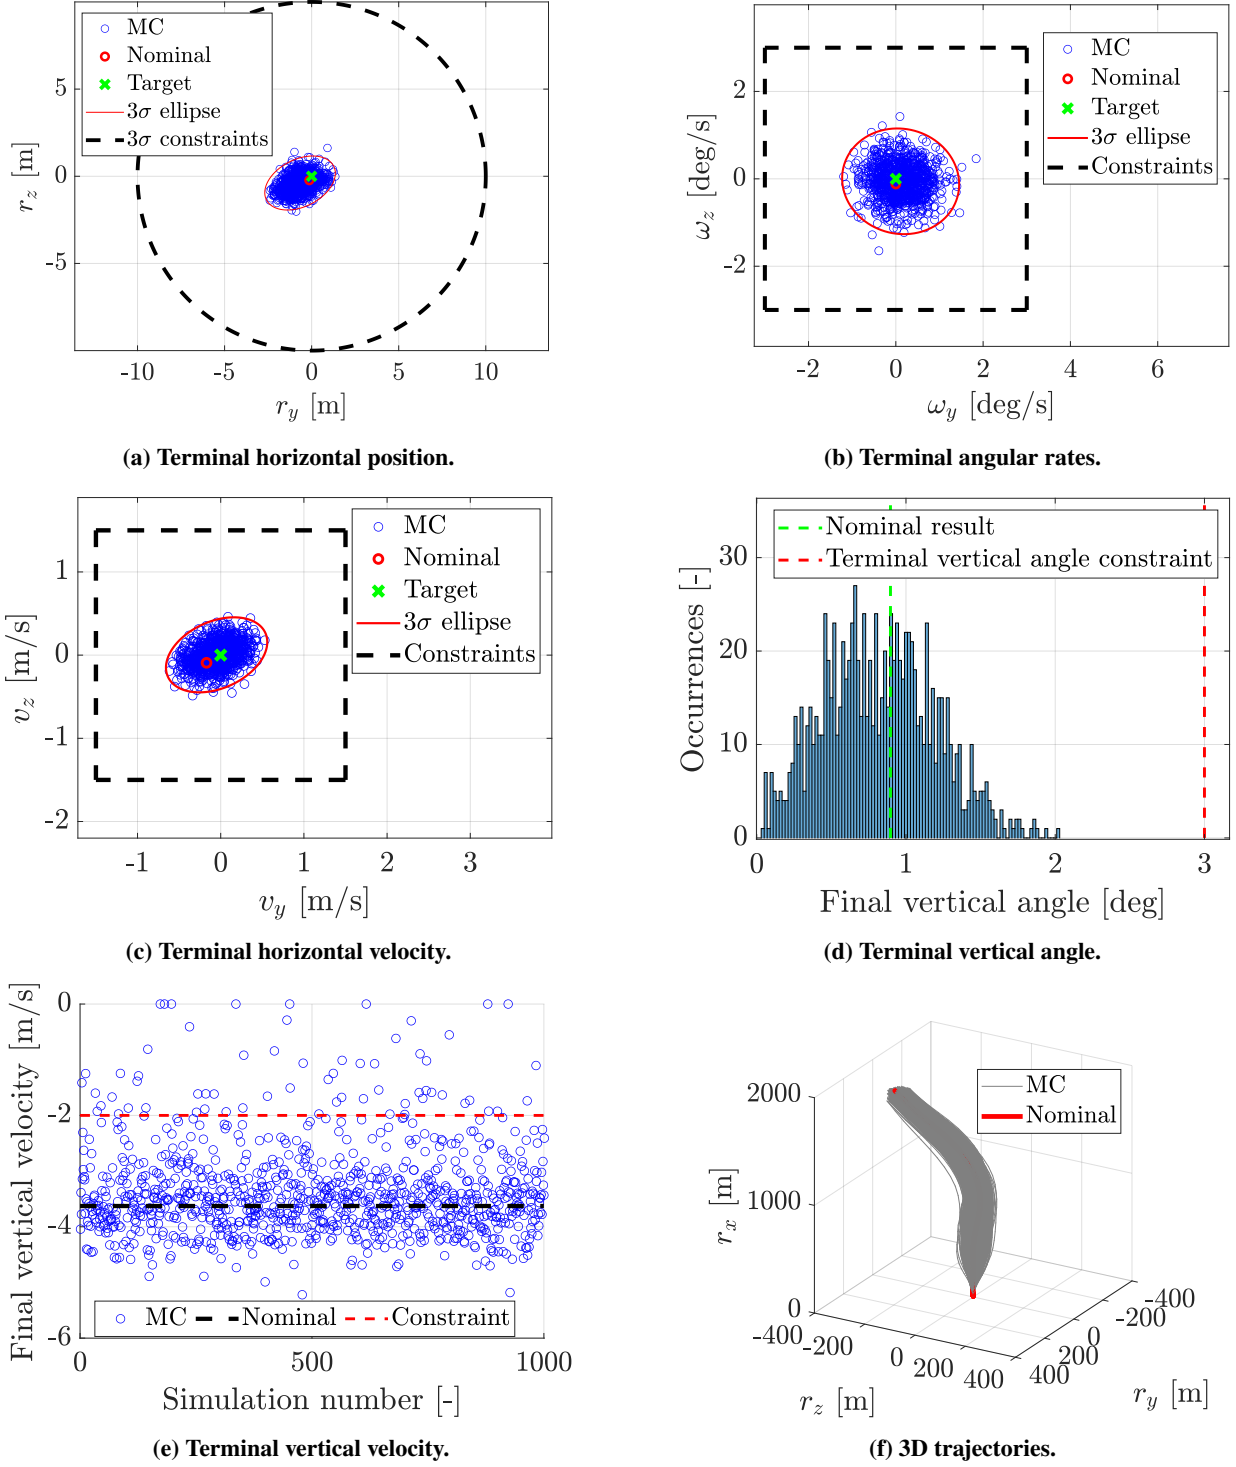 MC
Nominal
Target
3σ ellipse
3σ constraints
5
0
-5
r_z [m]
-10 -5 0 5 10
r_y [m]
(a) Terminal horizontal position.
MC
Nominal
Target
3σ ellipse
Constraints
2
0
-2
ω_z [deg/s]
-2 0 2 4 6
ω_y [deg/s]
(b) Terminal angular rates.
MC
Nominal
Target
3σ ellipse
Constraints
1
0
-1
-2
v_z [m/s]
-1 0 1 2 3
v_y [m/s]
(c) Terminal horizontal velocity.
Nominal result
Terminal vertical angle constraint
30
20
10
0
Occurrences [-]
0 1 2 3
Final vertical angle [deg]
(d) Terminal vertical angle.
0
-2
-4
-6
Final vertical velocity [m/s]
MC Nominal Constraint
0 500 1000
Simulation number [-]
(e) Terminal vertical velocity.
MC
Nominal
2000
1000
0
r_x [m]
-400 -200 0 200 400
r_z [m]
400 200 0 -200 -400
r_y [m]
(f) 3D trajectories.